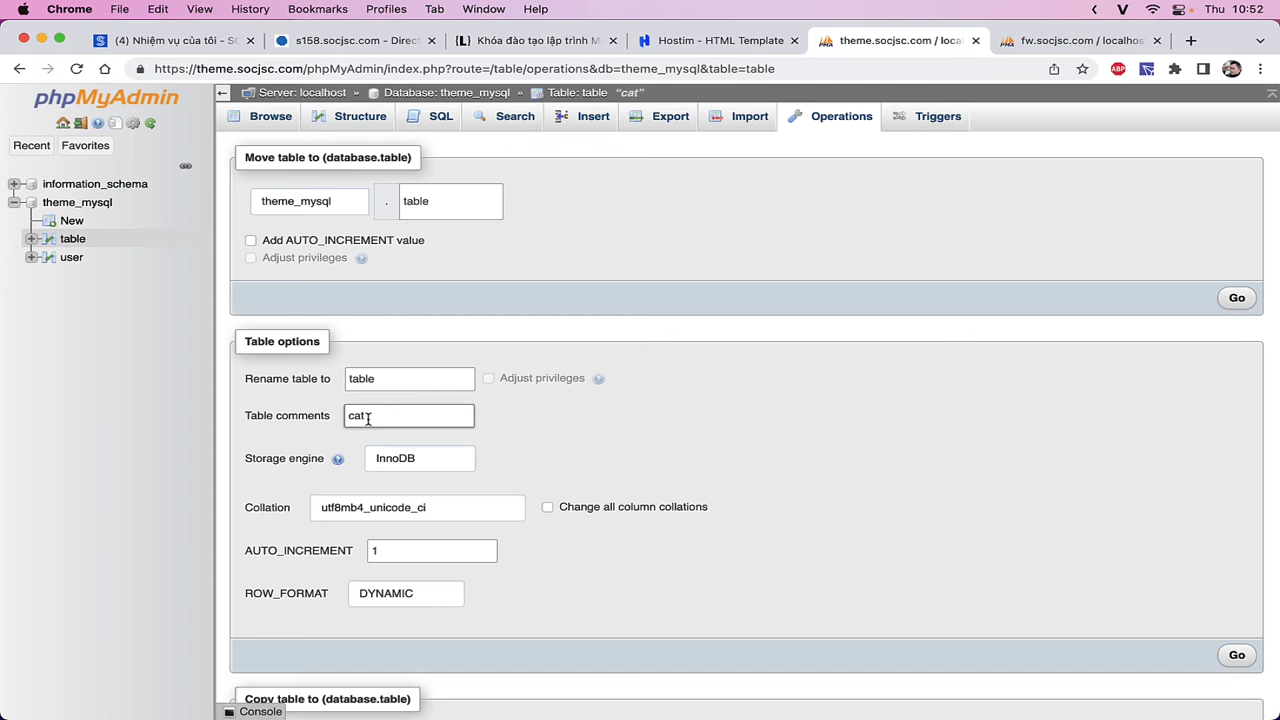 Chrome File Edit View History Bookmarks Profiles Tab Window Help Thu 10:52
(4) Nhiệm vụ của tôi - SC s158.socjsc.com - Direct Khóa đào tạo lập trình M Hostim - HTML Template theme.socjsc.com / local fw.socjsc.com / localhos
https://theme.socjsc.com/phpMyAdmin/index.php?route=/table/operations&db=theme_mysql&table=table
phpMyAdmin
Recent Favorites
information_schema
theme_mysql
New
table
user
Server: localhost » Database: theme_mysql » Table: table "cat"
Browse Structure SQL Search Insert Export Import Operations Triggers
Move table to (database.table)
theme_mysql . table
Add AUTO_INCREMENT value
Adjust privileges
Go
Table options
Rename table to table Adjust privileges
Table comments cat
Storage engine InnoDB
Collation utf8mb4_unicode_ci Change all column collations
AUTO_INCREMENT 1
ROW_FORMAT DYNAMIC
Go
Copy table to (database.table)
Console